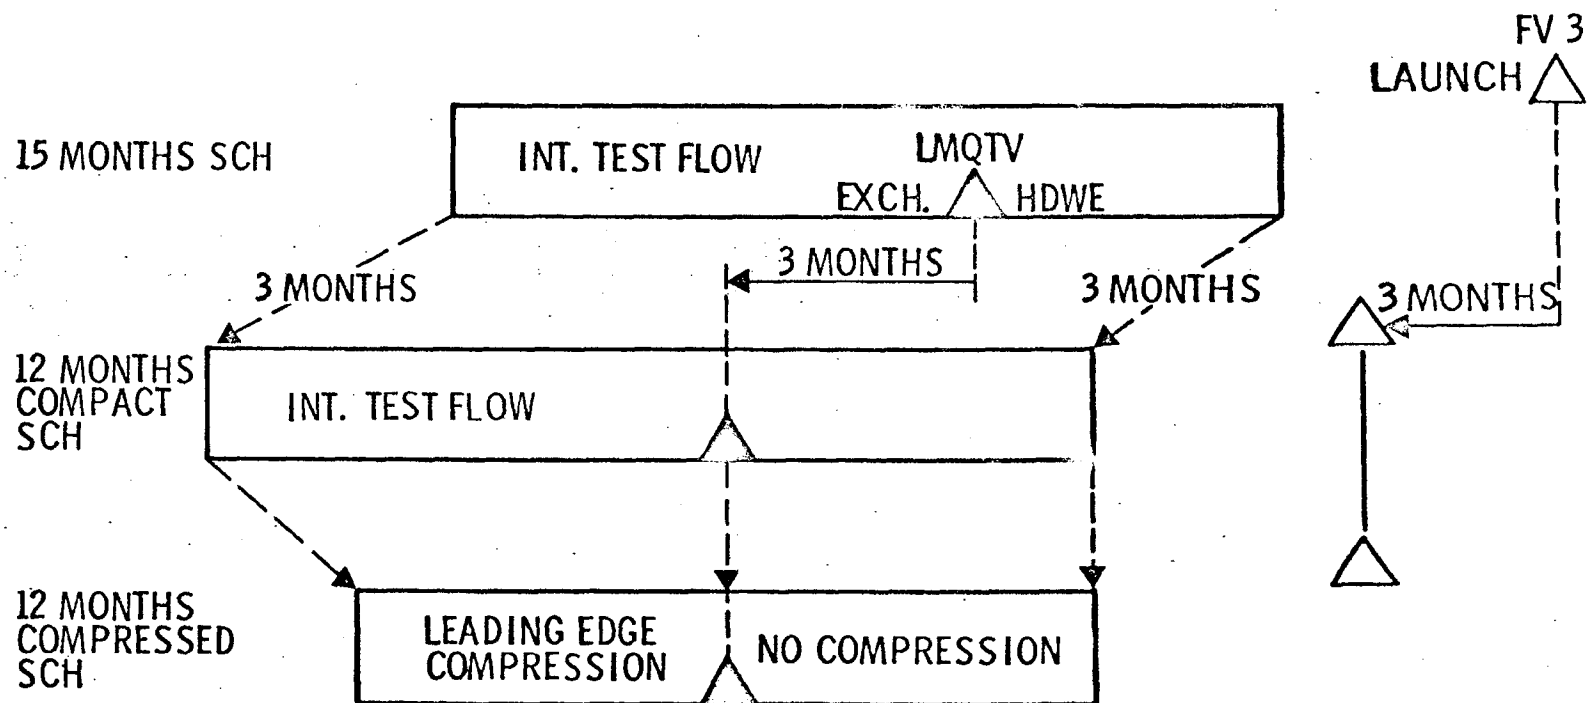 FV 3
LAUNCH
15 MONTHS SCH
INT. TEST FLOW
LMQTV
EXCH.
HDWE
3 MONTHS
3 MONTHS
3 MONTHS
3 MONTHS
12 MONTHS
COMPACT
SCH
INT. TEST FLOW
12 MONTHS
COMPRESSED
SCH
LEADING EDGE
COMPRESSION
NO COMPRESSION